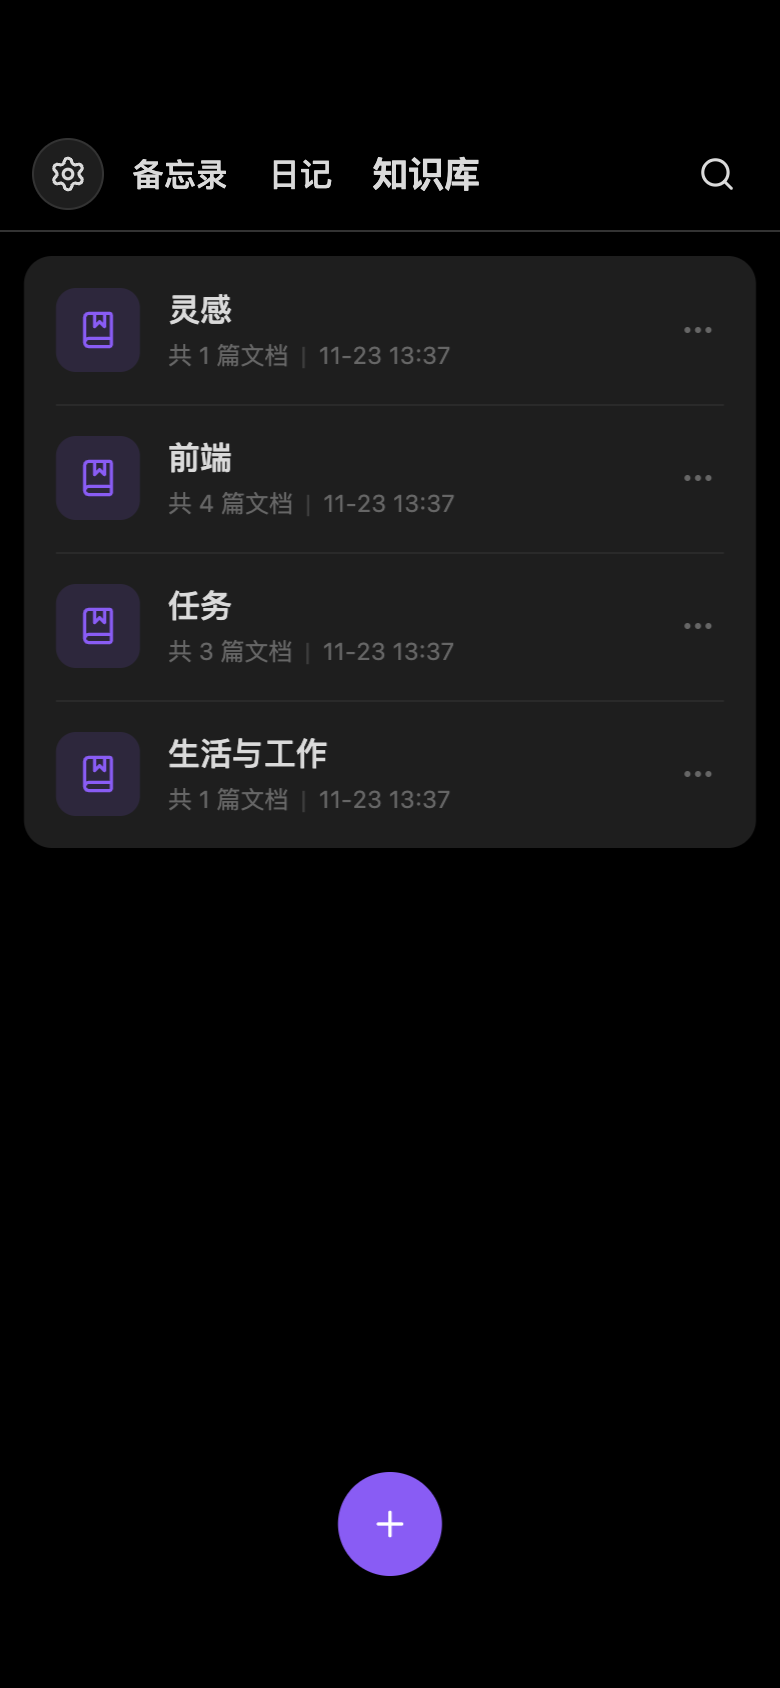 备忘录 日记 知识库
灵感
共 1 篇文档 | 11-23 13:37
前端
共 4 篇文档 | 11-23 13:37
任务
共 3 篇文档 | 11-23 13:37
生活与工作
共 1 篇文档 | 11-23 13:37